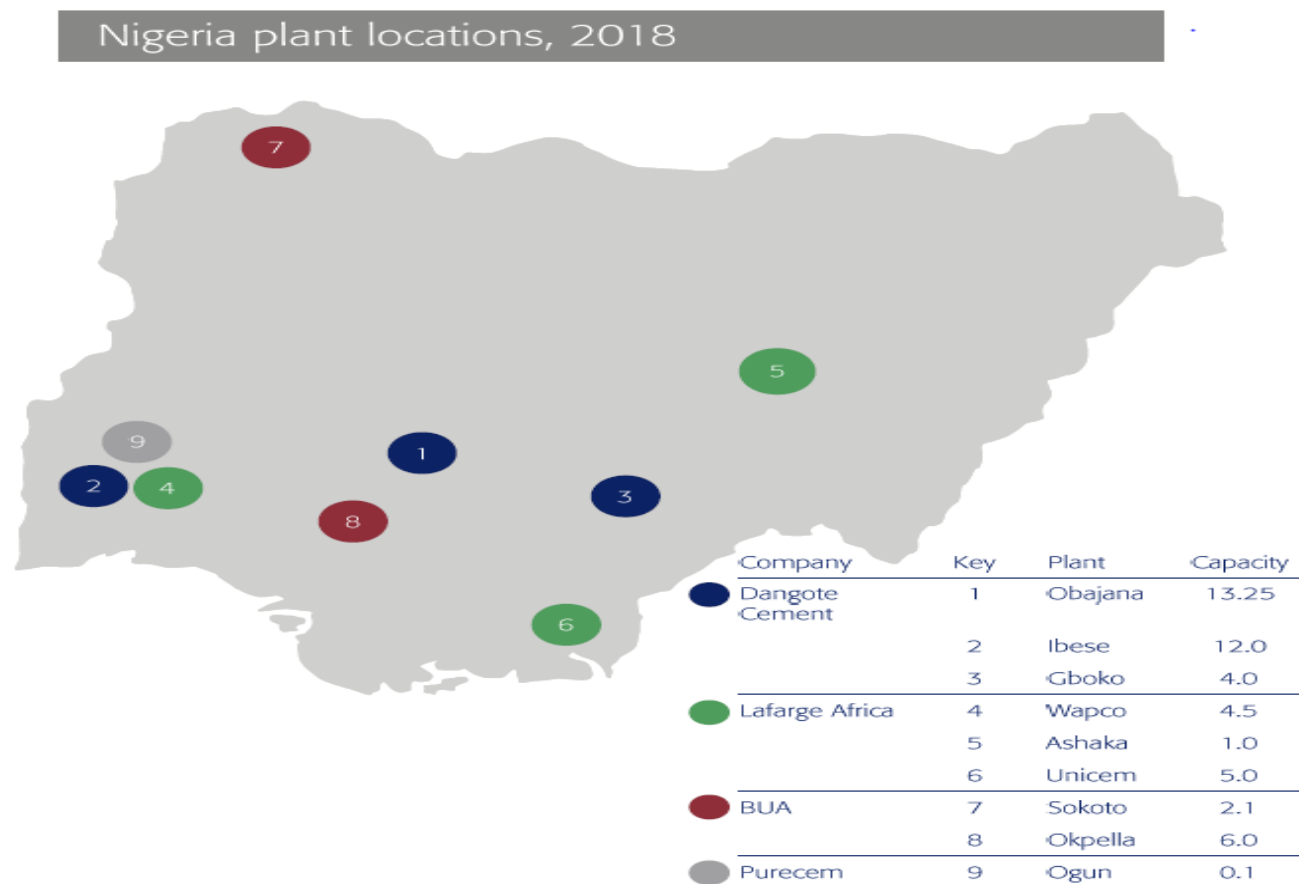 Nigeria plant locations, 2018
7
5
9
1
2
4
3
8
6
Company Key Plant Capacity
Dangote Cement 1 Obajana 13.25
2 Ibese 12.0
3 Gboko 4.0
Lafarge Africa 4 Wapco 4.5
5 Ashaka 1.0
6 Unicem 5.0
BUA 7 Sokoto 2.1
8 Okpella 6.0
Purecem 9 Ogun 0.1